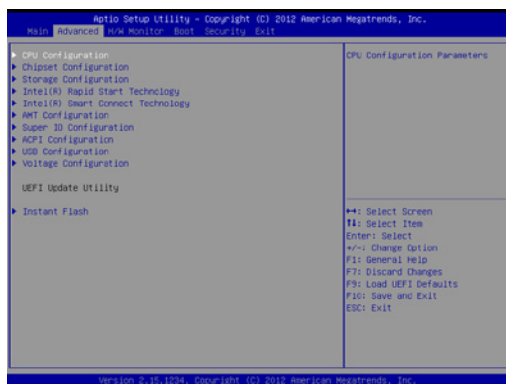 Aptio Setup Utility - Copyright (C) 2012 American Megatrends, Inc.
Main Advanced H/W Monitor Boot Security Exit
CPU Configuration
Chipset Configuration
Storage Configuration
Intel(R) Rapid Start Technology
Intel(R) Smart Connect Technology
AMT Configuration
Super IO Configuration
ACPI Configuration
USB Configuration
Voltage Configuration
UEFI Update Utility
Instant Flash
CPU Configuration Parameters
↔: Select Screen
↑↓: Select Item
Enter: Select
+/-: Change Option
F1: General Help
F7: Discard Changes
F9: Load UEFI Defaults
F10: Save and Exit
ESC: Exit
Version 2.15.1234. Copyright (C) 2012 American Megatrends, Inc.